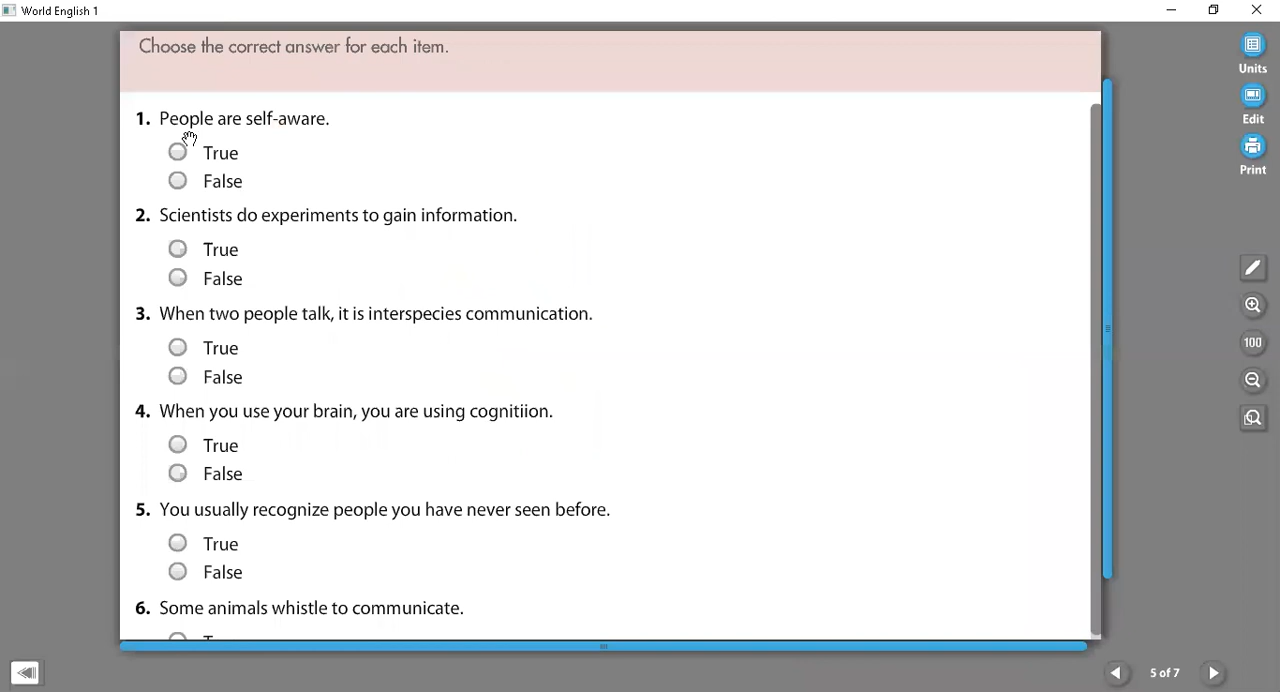 World English 1
Choose the correct answer for each item.
Units
Edit
Print
1. People are self-aware.
True
False
2. Scientists do experiments to gain information.
True
False
3. When two people talk, it is interspecies communication.
True
False
100
4. When you use your brain, you are using cognitiion.
True
False
5. You usually recognize people you have never seen before.
True
False
6. Some animals whistle to communicate.
5 of 7